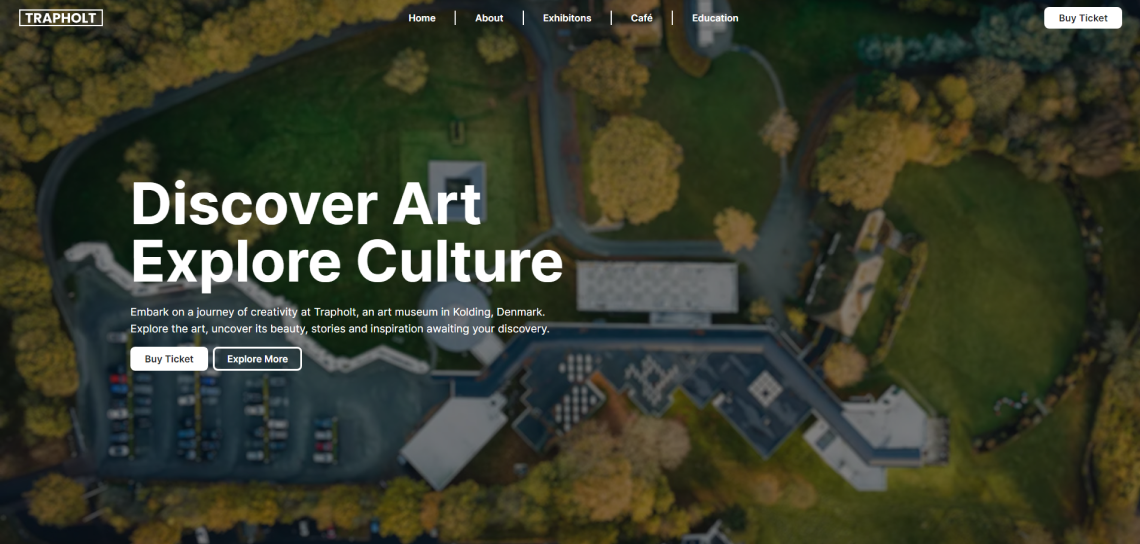 TRAPHOLT
Home
About
Exhibitons
Café
Education
Buy Ticket
Discover Art
Explore Culture
Embark on a journey of creativity at Trapholt, an art museum in Kolding, Denmark.
Explore the art, uncover its beauty, stories and inspiration awaiting your discovery.
Buy Ticket
Explore More